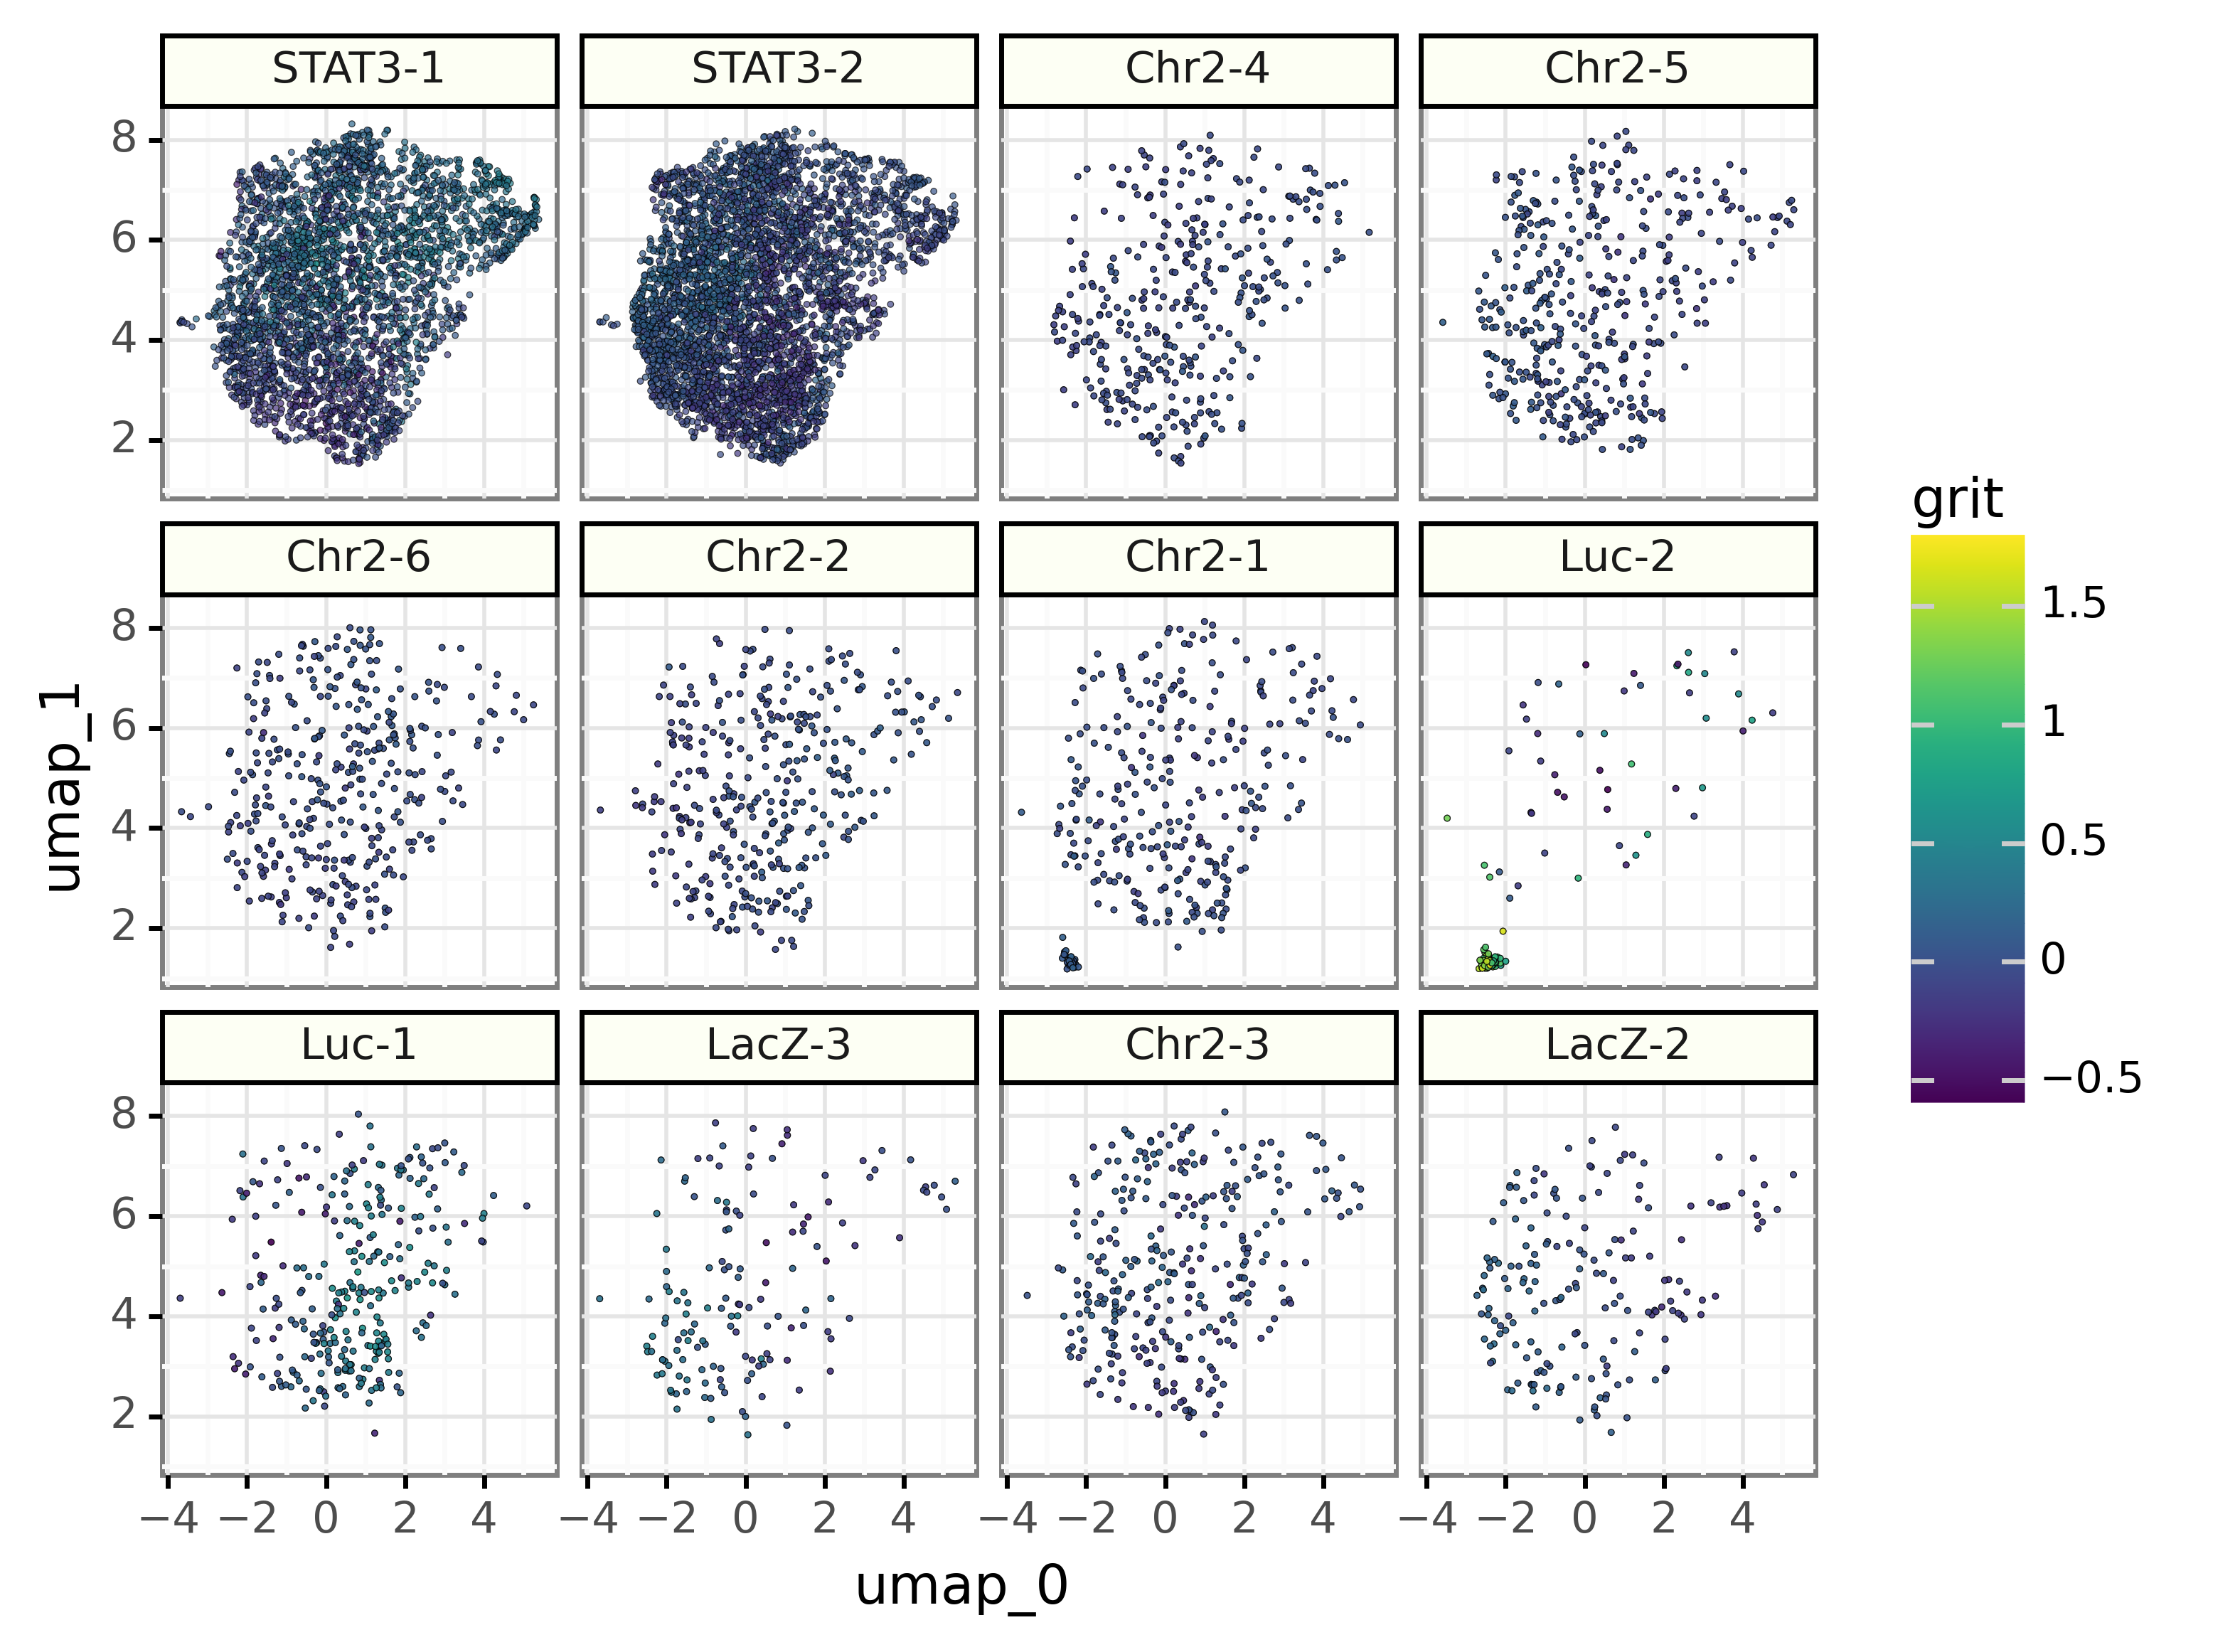 STAT3-1 STAT3-2 Chr2-4 Chr2-5
8
6
4
2
Chr2-6 Chr2-2 Chr2-1 Luc-2
8
6
4
2
Luc-1 LacZ-3 Chr2-3 LacZ-2
8
6
4
2
−4 −2 0 2 4 −4 −2 0 2 4 −4 −2 0 2 4 −4 −2 0 2 4
umap_0
umap_1
grit
1.5
1
0.5
0
−0.5